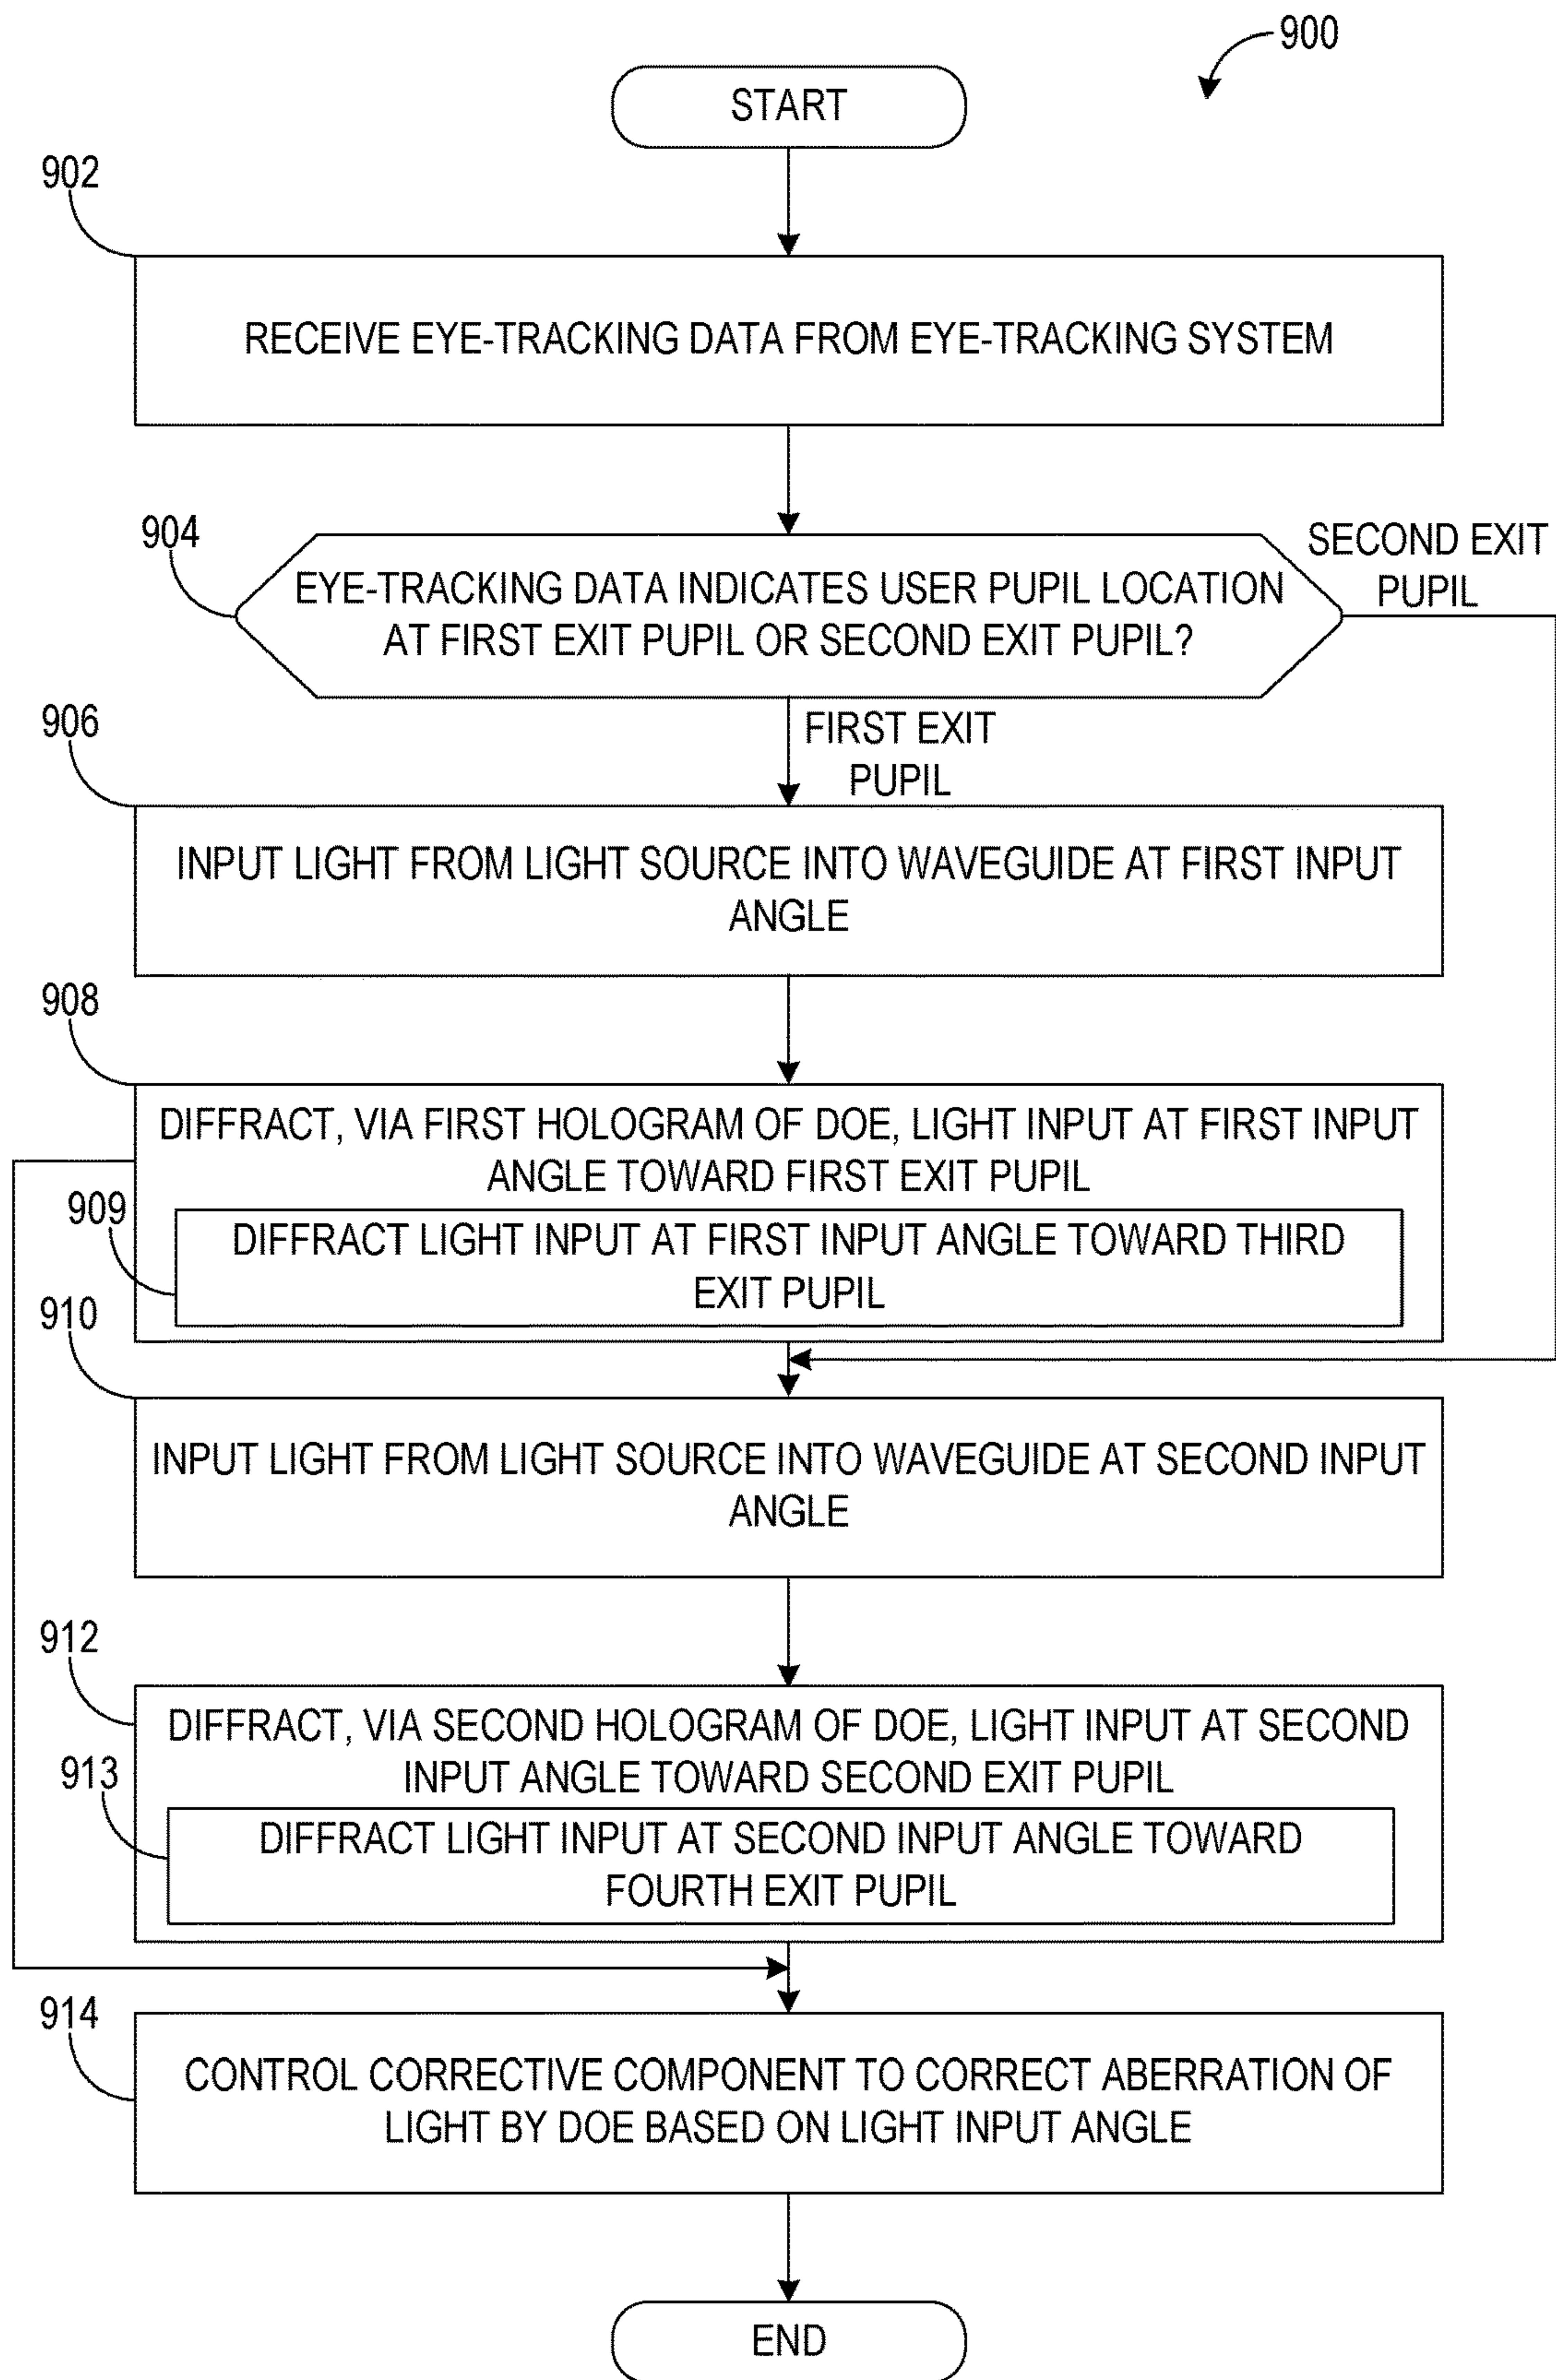 900
START
902
RECEIVE EYE-TRACKING DATA FROM EYE-TRACKING SYSTEM
904
EYE-TRACKING DATA INDICATES USER PUPIL LOCATION
AT FIRST EXIT PUPIL OR SECOND EXIT PUPIL?
SECOND EXIT
PUPIL
FIRST EXIT
PUPIL
906
INPUT LIGHT FROM LIGHT SOURCE INTO WAVEGUIDE AT FIRST INPUT
ANGLE
908
DIFFRACT, VIA FIRST HOLOGRAM OF DOE, LIGHT INPUT AT FIRST INPUT
ANGLE TOWARD FIRST EXIT PUPIL
909
DIFFRACT LIGHT INPUT AT FIRST INPUT ANGLE TOWARD THIRD
EXIT PUPIL
910
INPUT LIGHT FROM LIGHT SOURCE INTO WAVEGUIDE AT SECOND INPUT
ANGLE
912
DIFFRACT, VIA SECOND HOLOGRAM OF DOE, LIGHT INPUT AT SECOND
INPUT ANGLE TOWARD SECOND EXIT PUPIL
913
DIFFRACT LIGHT INPUT AT SECOND INPUT ANGLE TOWARD
FOURTH EXIT PUPIL
914
CONTROL CORRECTIVE COMPONENT TO CORRECT ABERRATION OF
LIGHT BY DOE BASED ON LIGHT INPUT ANGLE
END